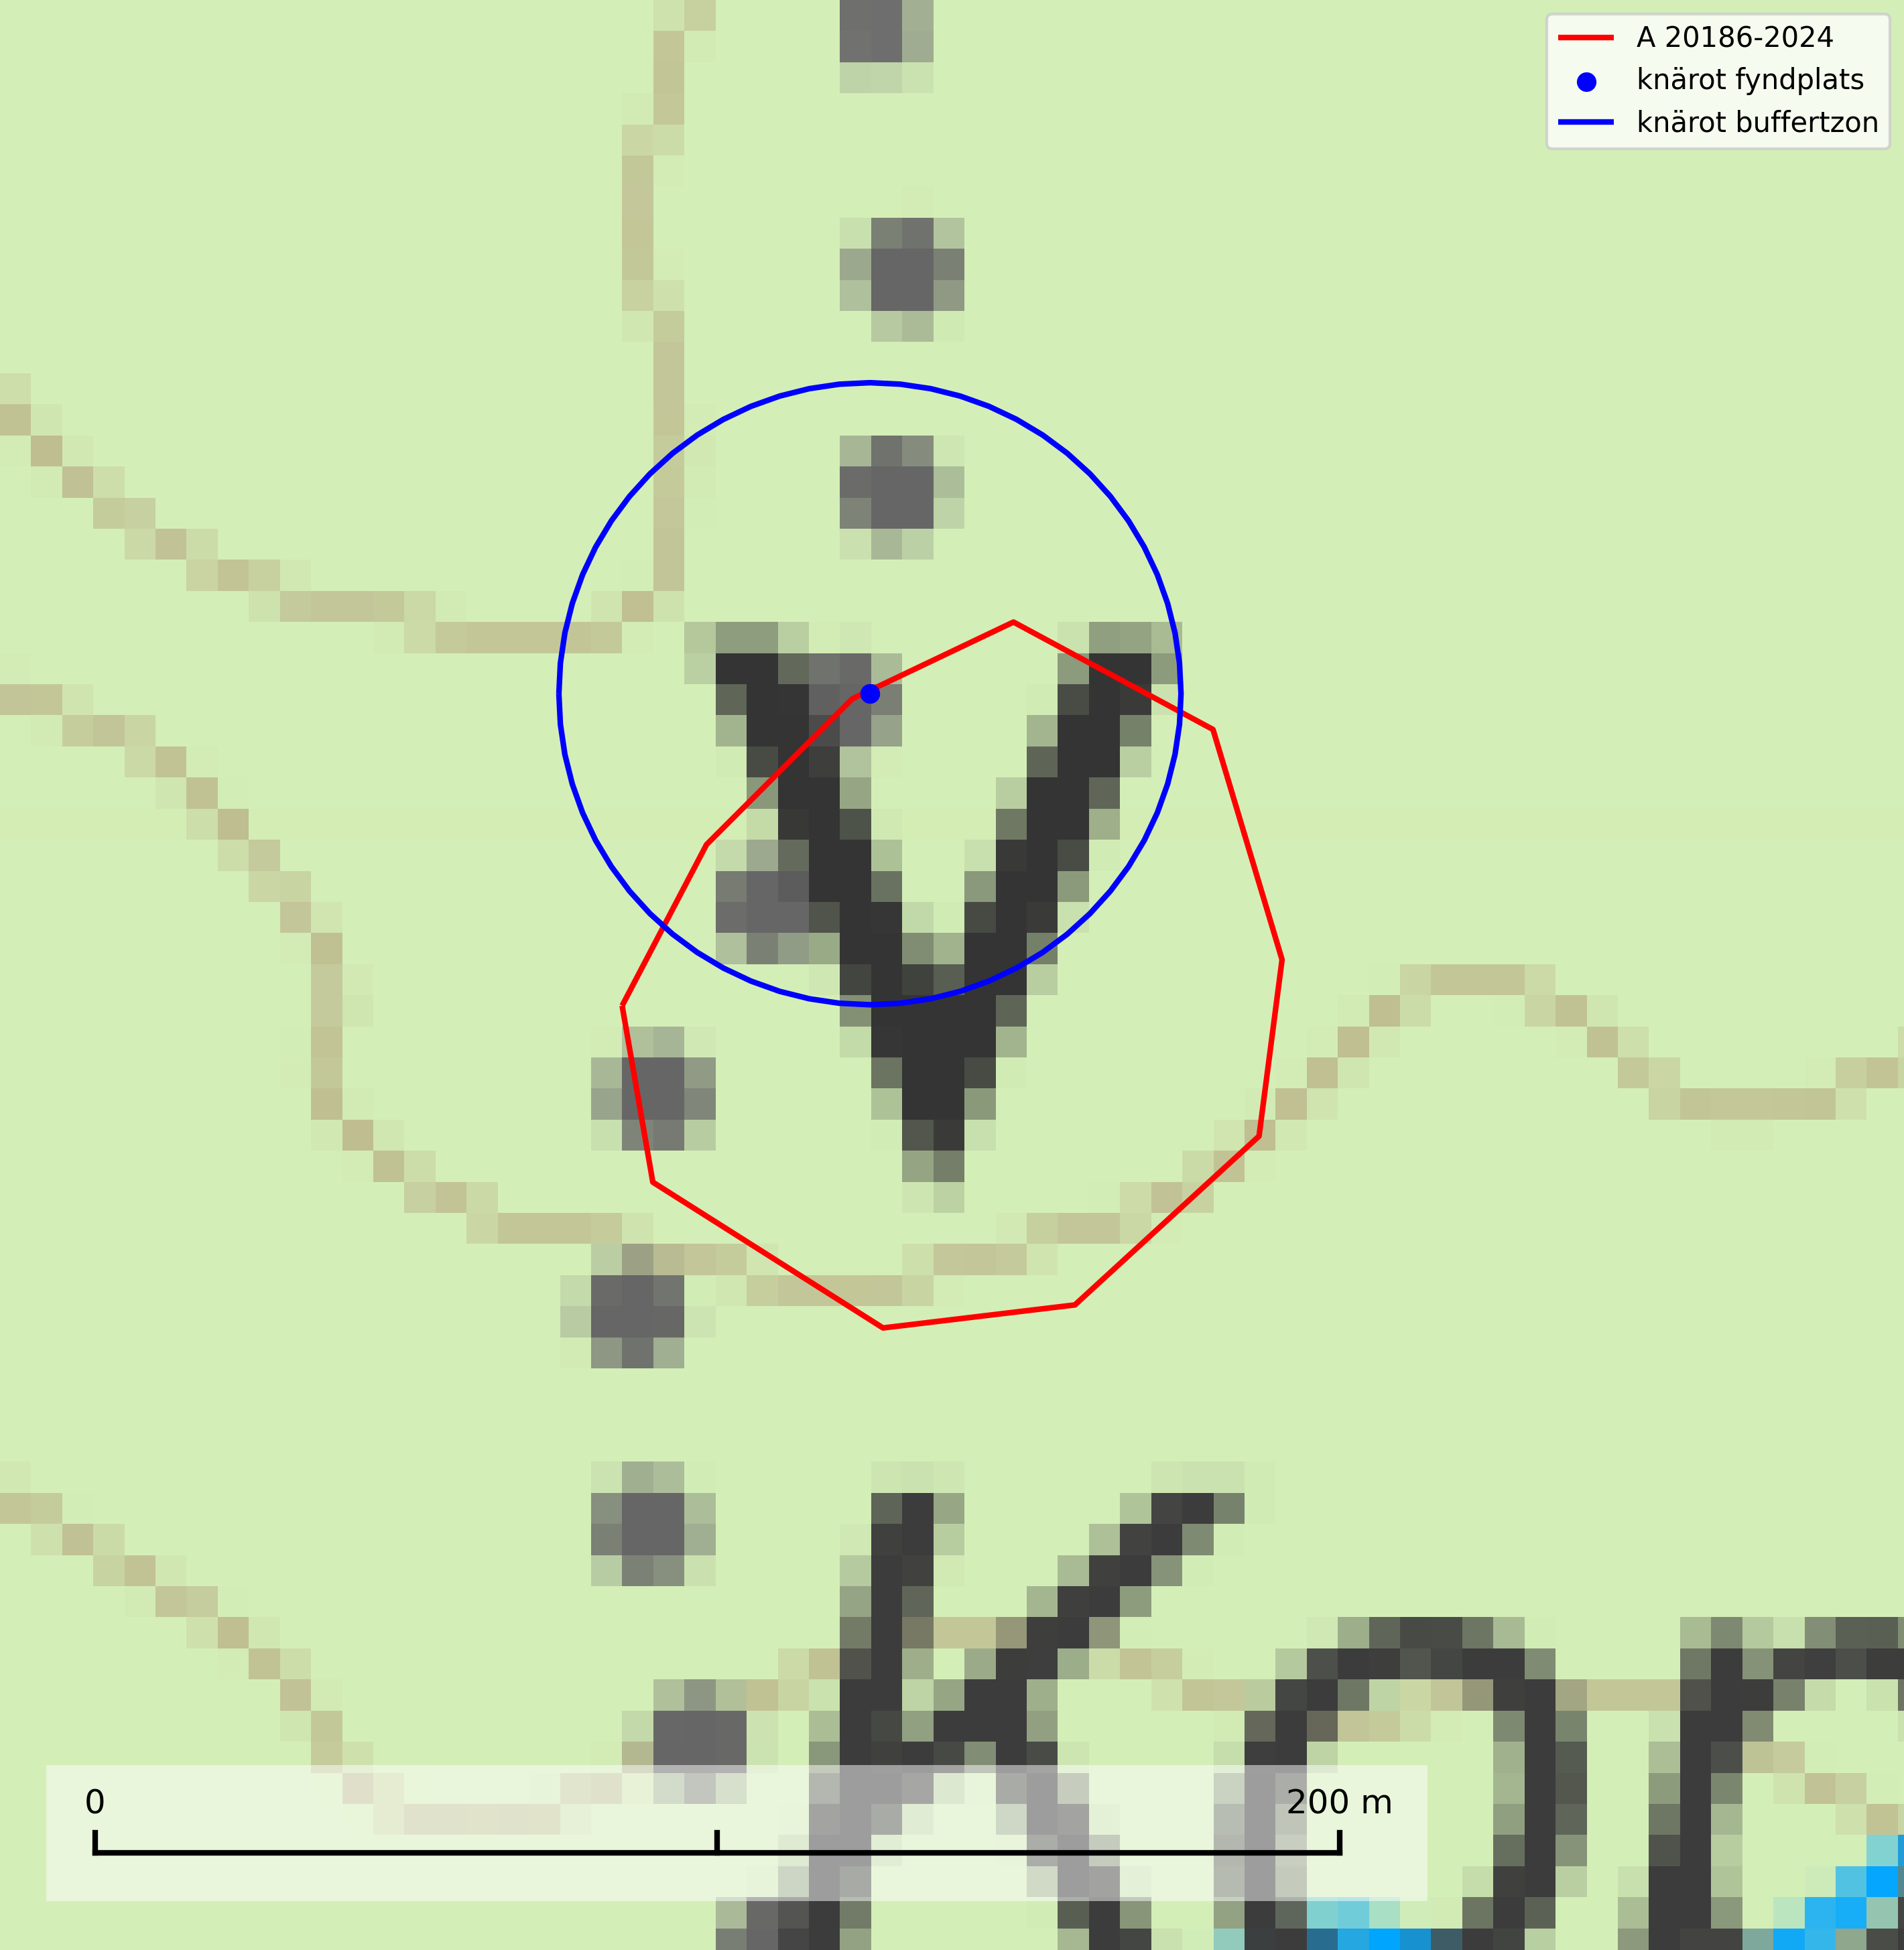 A 20186-2024
knärot fyndplats
knärot buffertzon
V
0 200 m